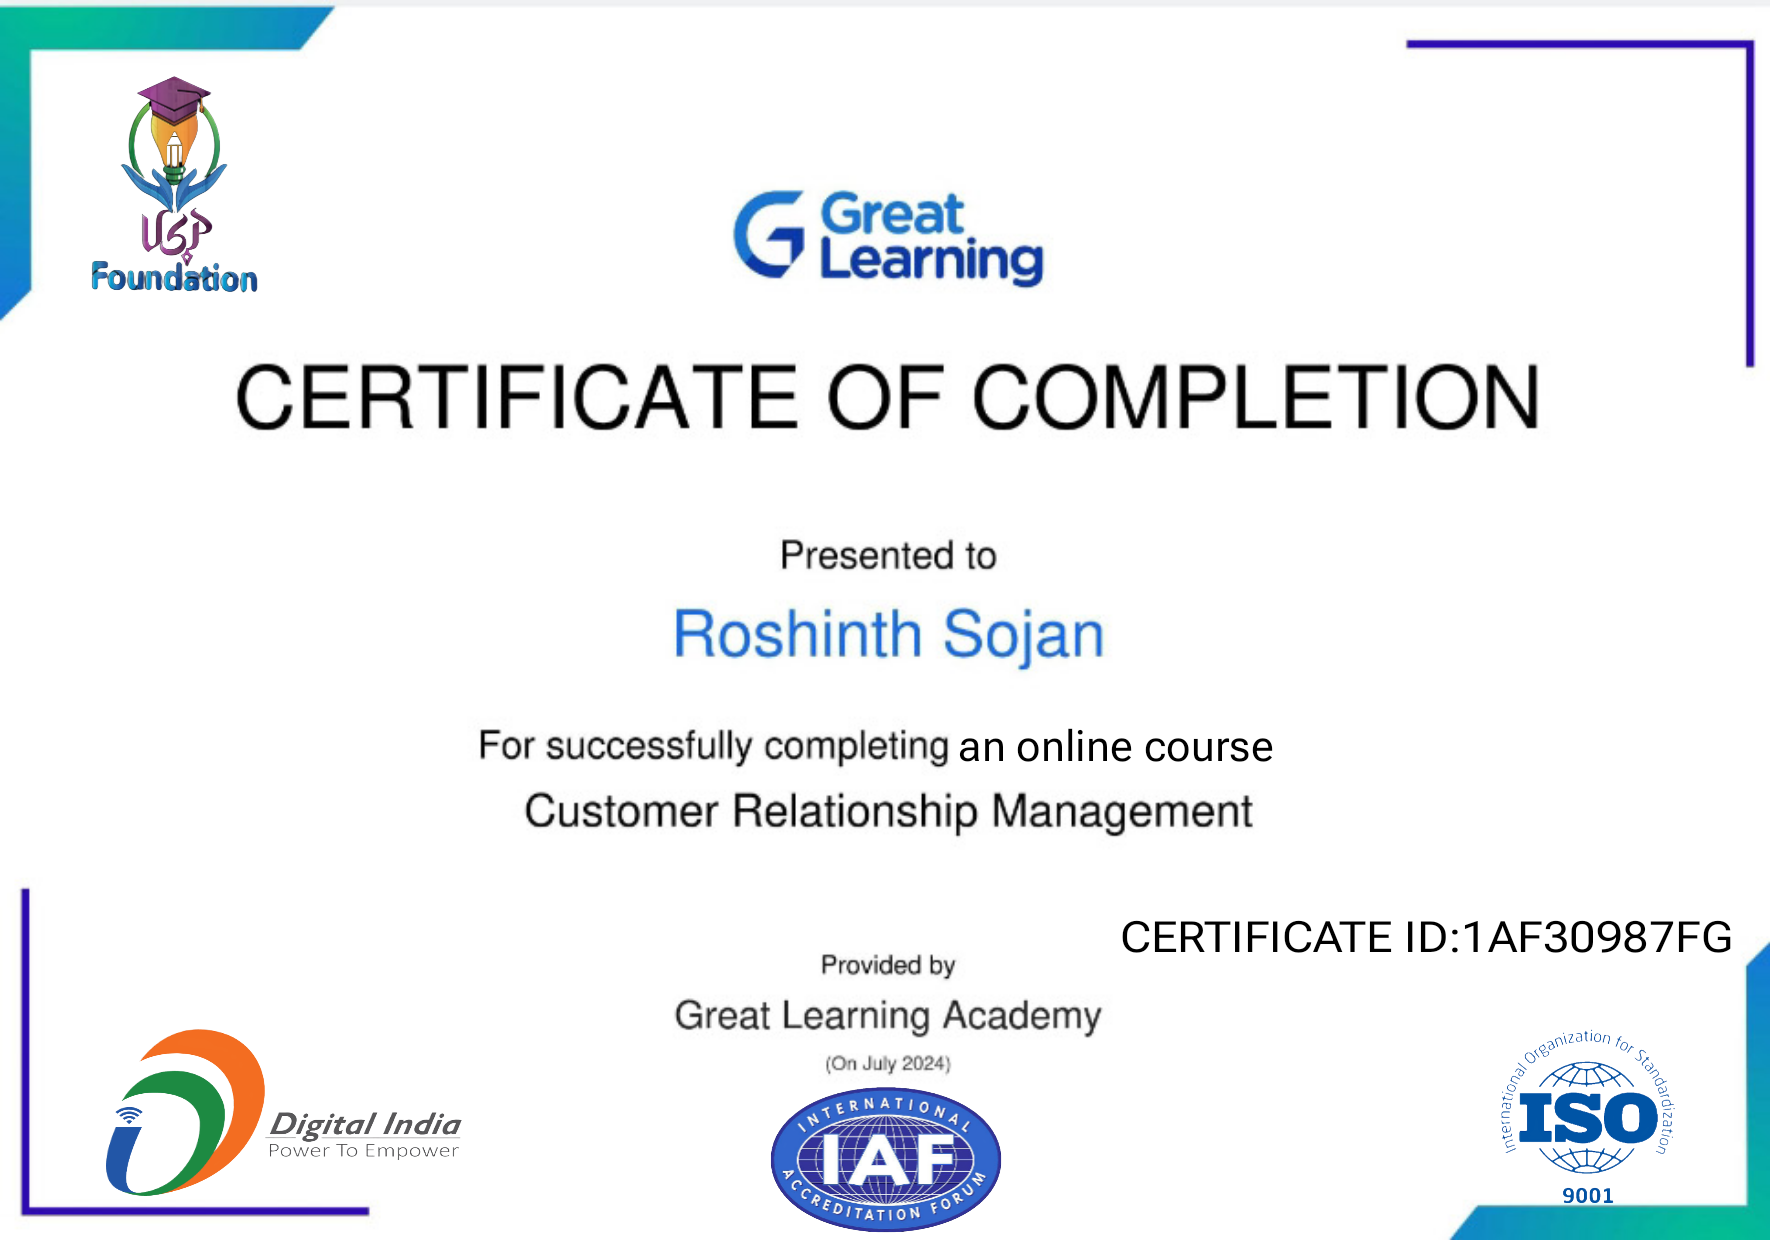 UGP
Foundation
Great
Learning
CERTIFICATE OF COMPLETION
Presented to
Roshinth Sojan
For successfully completing an online course
Customer Relationship Management
CERTIFICATE ID:1AF30987FG
Provided by
Great Learning Academy
(On July 2024)
Digital India
Power To Empower
INTERNATIONAL
IAF
ACCREDITATION FORUM
International Organization for Standardization
ISO
9001